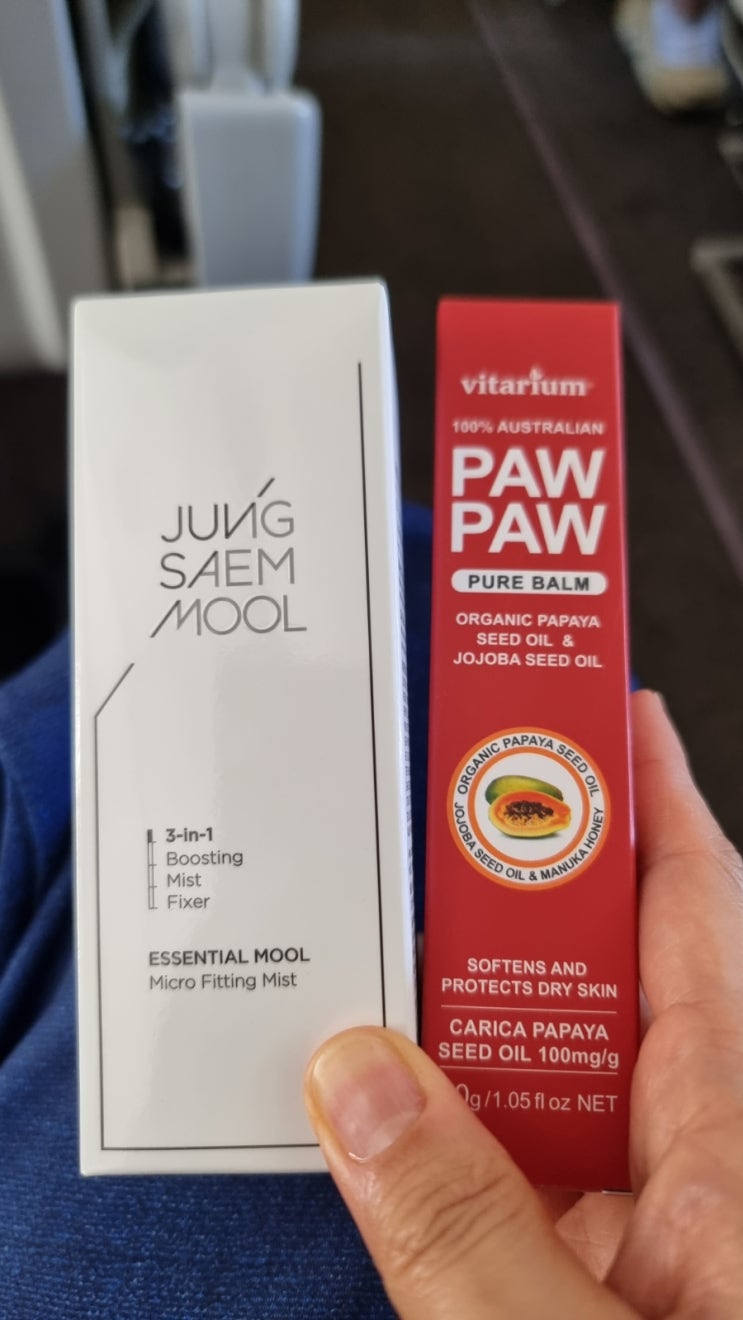 JUNG
SAEM
MOOL
3-in-1
Boosting
Mist
Fixer
ESSENTIAL MOOL
Micro Fitting Mist
vitarium
100% AUSTRALIAN
PAW
PAW
PURE BALM
ORGANIC PAPAYA
SEED OIL &
JOJOBA SEED OIL
ORGANIC PAPAYA SEED OIL
JOJOBA SEED OIL & MANUKA HONEY
SOFTENS AND
PROTECTS DRY SKIN
CARICA PAPAYA
SEED OIL 100mg/g
0g/1.05 fl oz NET